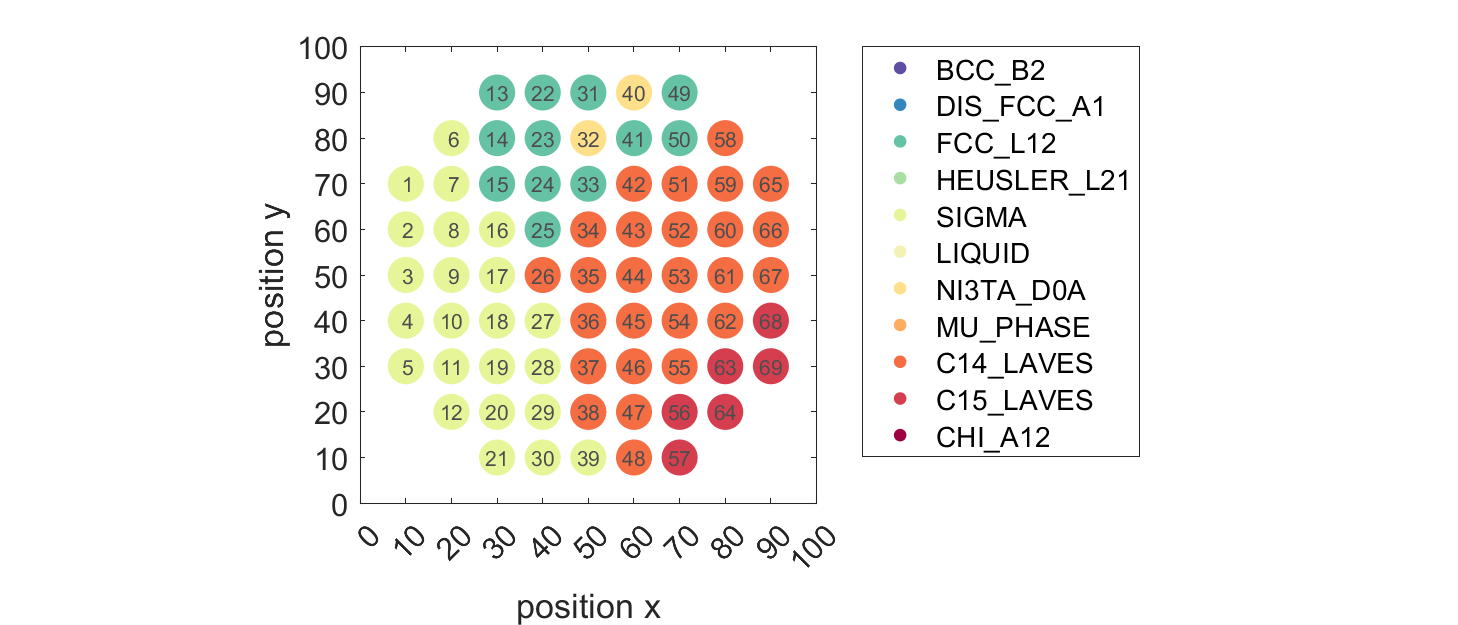 100
90
80
70
60
50
40
30
20
10
0
position y
13 22 31 40 49
6 14 23 32 41 50 58
1 7 15 24 33 42 51 59 65
2 8 16 25 34 43 52 60 66
3 9 17 26 35 44 53 61 67
4 10 18 27 36 45 54 62 68
5 11 19 28 37 46 55 63 69
12 20 29 38 47 56 64
21 30 39 48 57
0 10 20 30 40 50 60 70 80 90 100
position x
BCC_B2
DIS_FCC_A1
FCC_L12
HEUSLER_L21
SIGMA
LIQUID
NI3TA_D0A
MU_PHASE
C14_LAVES
C15_LAVES
CHI_A12